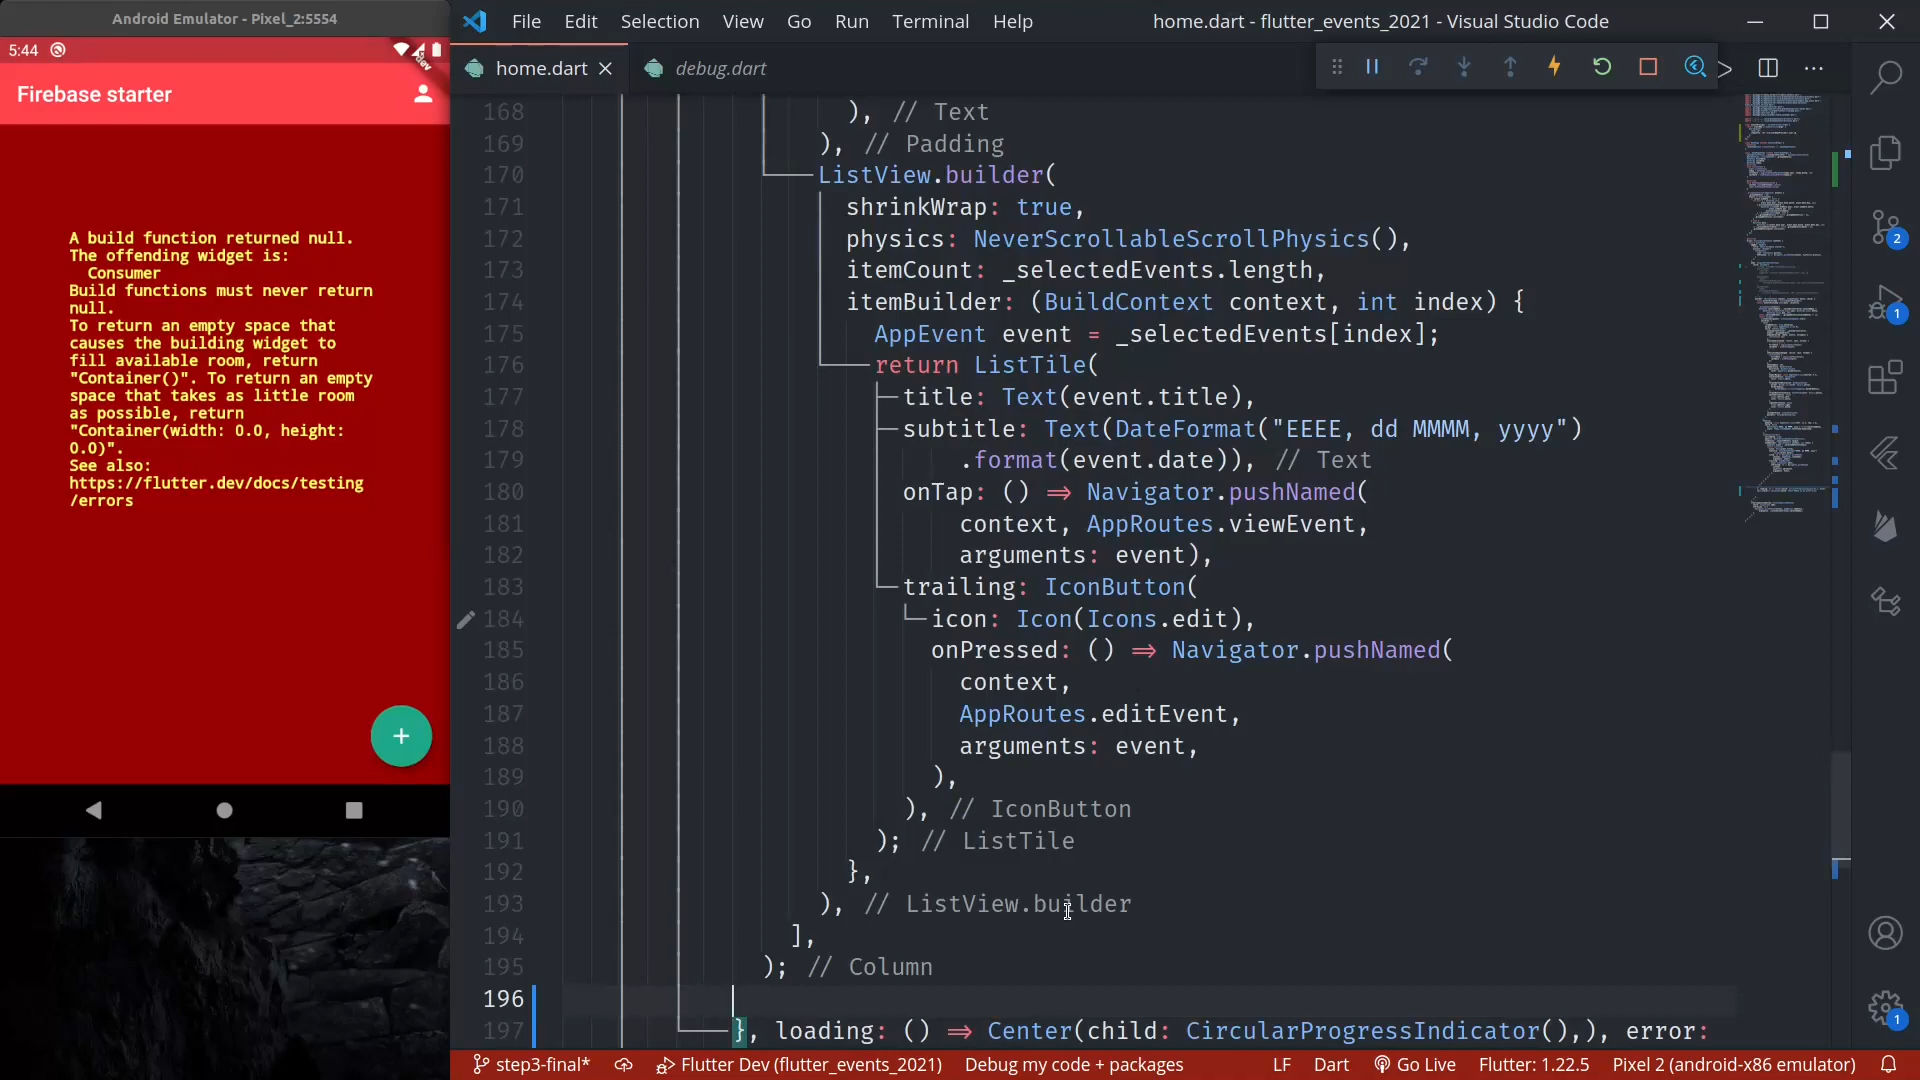 Android Emulator - Pixel_2:5554
5:44
dev
Firebase starter
A build function returned null.
The offending widget is:
Consumer
Build functions must never return
null.
To return an empty space that
causes the building widget to
fill available room, return
"Container()". To return an empty
space that takes as little room
as possible, return
"Container(width: 0.0, height:
0.0)".
See also:
https://flutter.dev/docs/testing
/errors
+
File Edit Selection View Go Run Terminal Help
home.dart - flutter_events_2021 - Visual Studio Code
home.dart
debug.dart
168 ), // Text
169 ), // Padding
170 ListView.builder(
171 shrinkWrap: true,
172 physics: NeverScrollableScrollPhysics(),
173 itemCount: _selectedEvents.length,
174 itemBuilder: (BuildContext context, int index) {
175 AppEvent event = _selectedEvents[index];
176 return ListTile(
177 title: Text(event.title),
178 subtitle: Text(DateFormat("EEEE, dd MMMM, yyyy")
179 .format(event.date)), // Text
180 onTap: () => Navigator.pushNamed(
181 context, AppRoutes.viewEvent,
182 arguments: event),
183 trailing: IconButton(
184 icon: Icon(Icons.edit),
185 onPressed: () => Navigator.pushNamed(
186 context,
187 AppRoutes.editEvent,
188 arguments: event,
189 ),
190 ), // IconButton
191 ); // ListTile
192 },
193 ), // ListView.builder
194 ],
195 ); // Column
196
197 }, loading: () => Center(child: CircularProgressIndicator(),), error:
2
1
1
step3-final* Flutter Dev (flutter_events_2021) Debug my code + packages LF Dart Go Live Flutter: 1.22.5 Pixel 2 (android-x86 emulator)